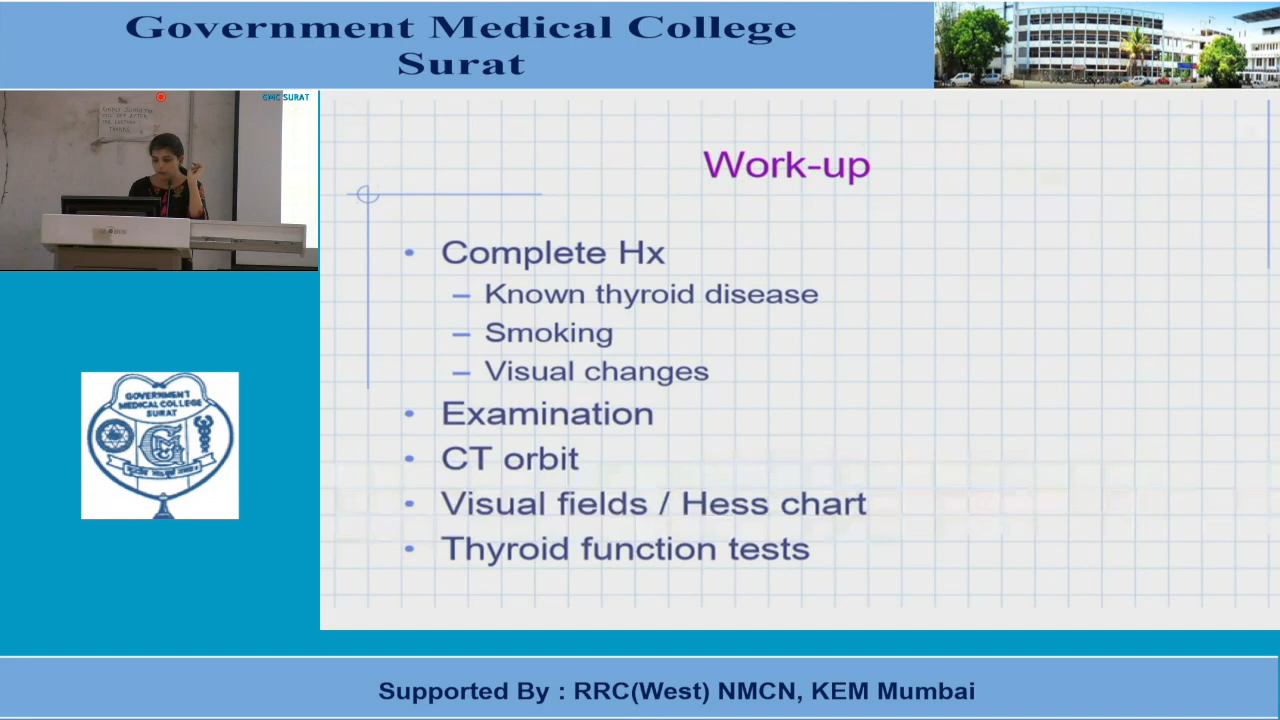 Government Medical College
Surat
GMC SURAT
THANKS
Work-up
• Complete Hx
– Known thyroid disease
– Smoking
– Visual changes
• Examination
• CT orbit
• Visual fields / Hess chart
• Thyroid function tests
GOVERNMENT
MEDICAL COLLEGE
SURAT
Supported By : RRC(West) NMCN, KEM Mumbai